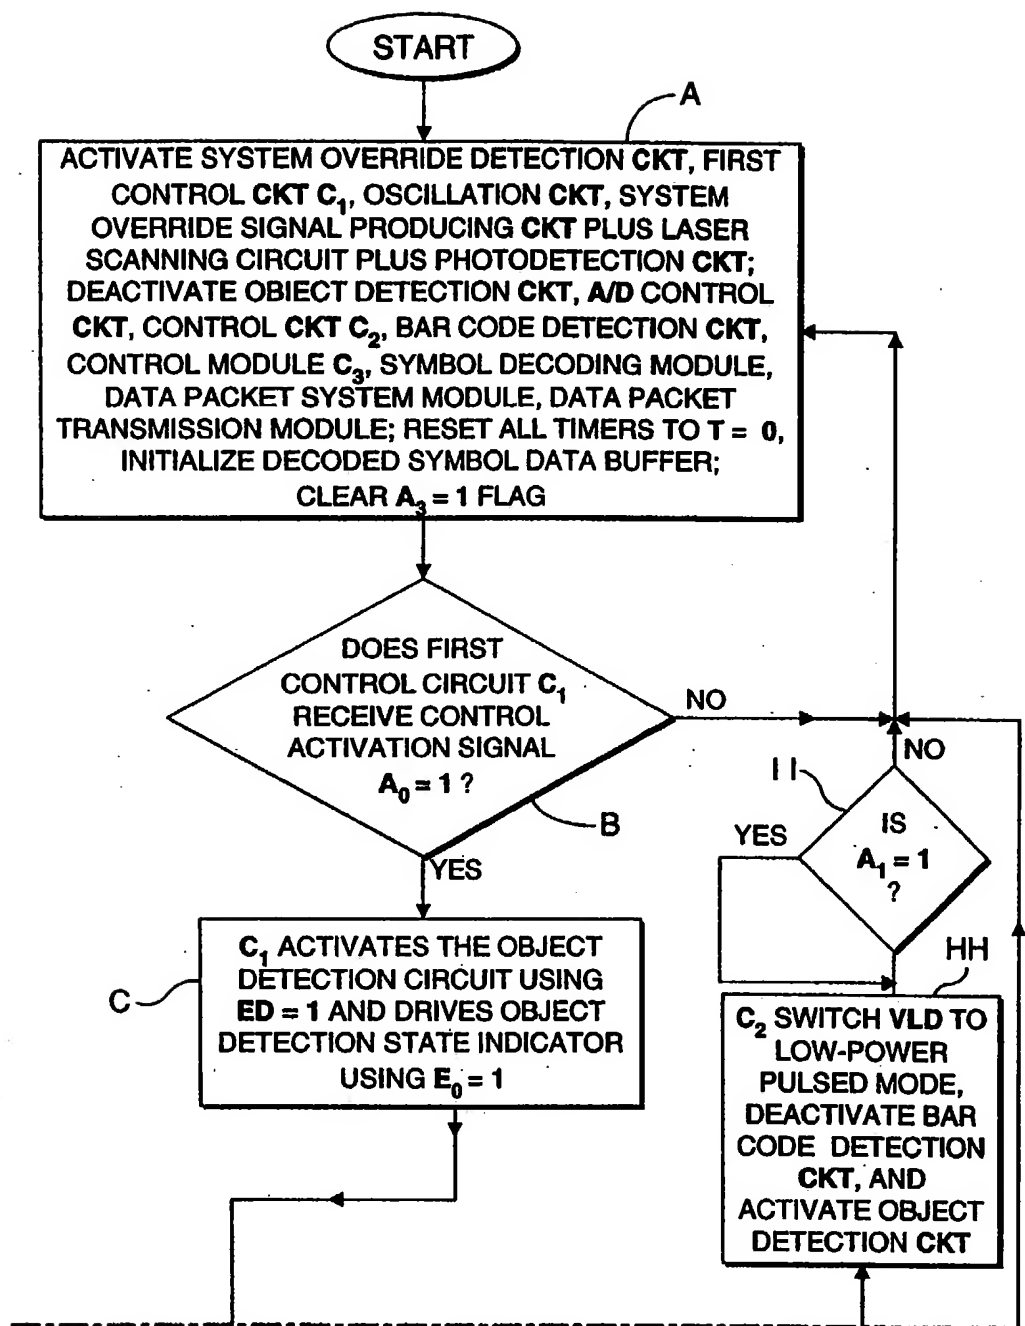 START
A
ACTIVATE SYSTEM OVERRIDE DETECTION CKT, FIRST
CONTROL CKT C₁, OSCILLATION CKT, SYSTEM
OVERRIDE SIGNAL PRODUCING CKT PLUS LASER
SCANNING CIRCUIT PLUS PHOTODETECTION CKT;
DEACTIVATE OBIECT DETECTION CKT, A/D CONTROL
CKT, CONTROL CKT C₂, BAR CODE DETECTION CKT,
CONTROL MODULE C₃, SYMBOL DECODING MODULE,
DATA PACKET SYSTEM MODULE, DATA PACKET
TRANSMISSION MODULE; RESET ALL TIMERS TO T = 0,
INITIALIZE DECODED SYMBOL DATA BUFFER;
CLEAR A₃ = 1 FLAG
DOES FIRST
CONTROL CIRCUIT C₁
RECEIVE CONTROL
ACTIVATION SIGNAL
A₀ = 1 ?
NO
B
YES
C₁ ACTIVATES THE OBJECT
DETECTION CIRCUIT USING
ED = 1 AND DRIVES OBJECT
DETECTION STATE INDICATOR
USING E₀ = 1
C
NO
II
YES
IS
A₁ = 1
?
HH
C₂ SWITCH VLD TO
LOW-POWER
PULSED MODE,
DEACTIVATE BAR
CODE DETECTION
CKT, AND
ACTIVATE OBJECT
DETECTION CKT